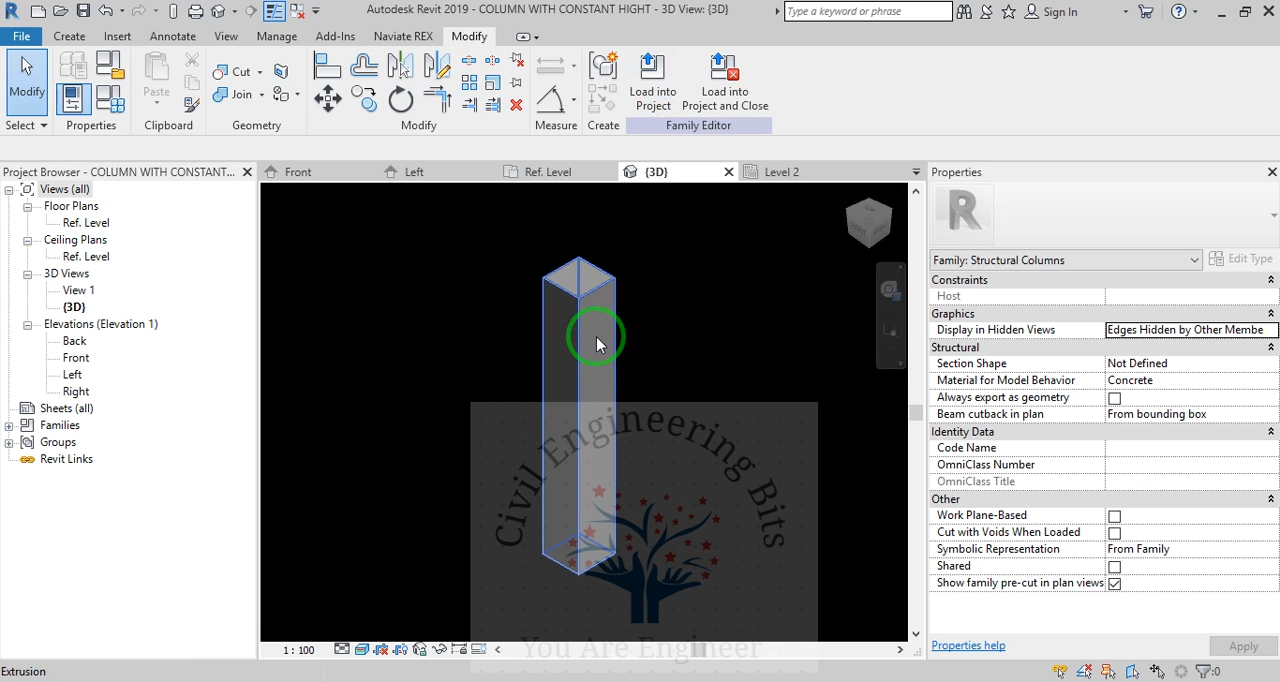 Autodesk Revit 2019 - COLUMN WITH CONSTANT HIGHT - 3D View: {3D}
Type a keyword or phrase
Sign In
File Create Insert Annotate View Manage Add-Ins Naviate REX Modify
Modify
Paste
Cut
Join
Load into Project
Load into Project and Close
Select Properties Clipboard Geometry Modify Measure Create Family Editor
Project Browser - COLUMN WITH CONSTANT...
Front
Left
Ref. Level
{3D}
Level 2
Properties
Views (all)
Floor Plans
Ref. Level
Ceiling Plans
Ref. Level
3D Views
View 1
{3D}
Elevations (Elevation 1)
Back
Front
Left
Right
Sheets (all)
Families
Groups
Revit Links
Family: Structural Columns
Edit Type
Constraints
Host
Graphics
Display in Hidden Views Edges Hidden by Other Membe
Structural
Section Shape Not Defined
Material for Model Behavior Concrete
Always export as geometry
Beam cutback in plan From bounding box
Identity Data
Code Name
OmniClass Number
OmniClass Title
Other
Work Plane-Based
Cut with Voids When Loaded
Symbolic Representation From Family
Shared
Show family pre-cut in plan views
Properties help
Apply
Civil Engineering Bits
You Are Engineer
1 : 100
Extrusion
:0